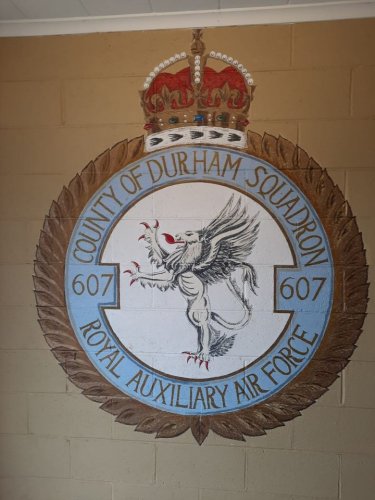 COUNTY OF DURHAM SQUADRON
607 607
ROYAL AUXILIARY AIR FORCE